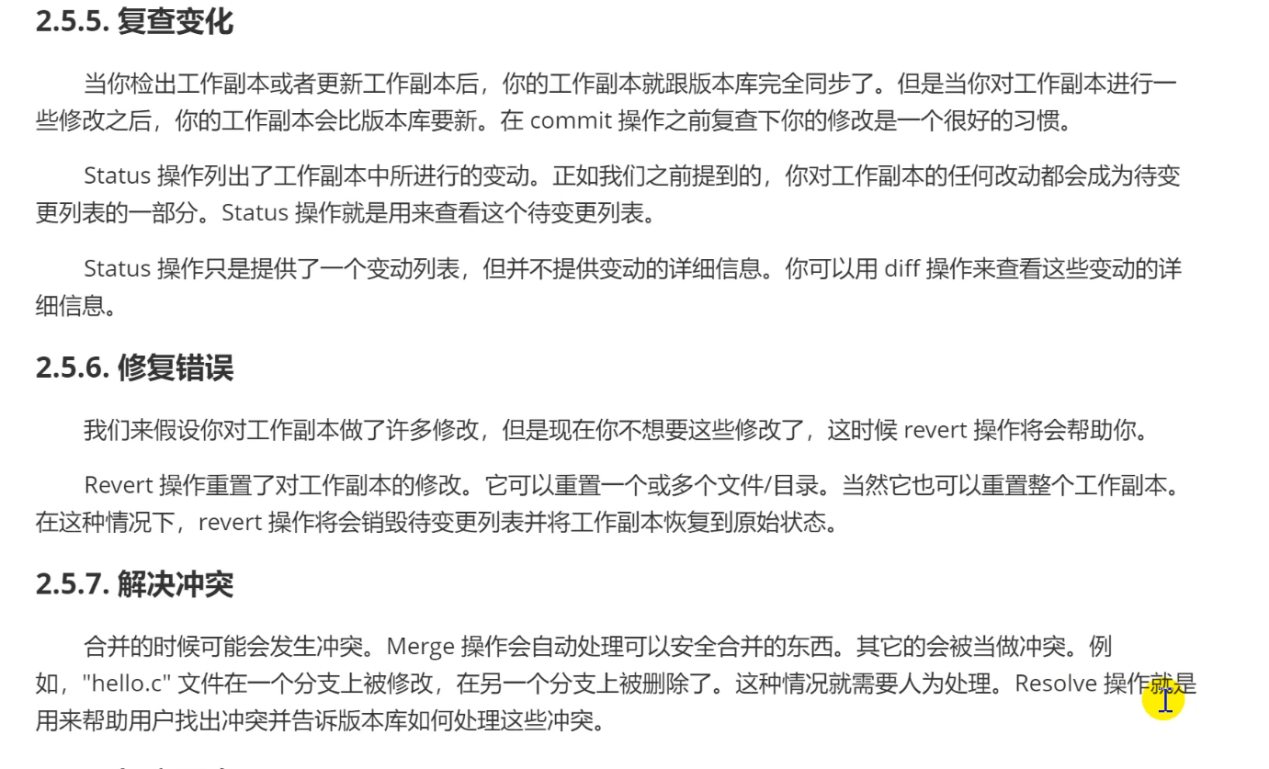 2.5.5. 复查变化
当你检出工作副本或者更新工作副本后，你的工作副本就跟版本库完全同步了。但是当你对工作副本进行一
些修改之后，你的工作副本会比版本库要新。在 commit 操作之前复查下你的修改是一个很好的习惯。
Status 操作列出了工作副本中所进行的变动。正如我们之前提到的，你对工作副本的任何改动都会成为待变
更列表的一部分。Status 操作就是用来查看这个待变更列表。
Status 操作只是提供了一个变动列表，但并不提供变动的详细信息。你可以用 diff 操作来查看这些变动的详
细信息。
2.5.6. 修复错误
我们来假设你对工作副本做了许多修改，但是现在你不想要这些修改了，这时候 revert 操作将会帮助你。
Revert 操作重置了对工作副本的修改。它可以重置一个或多个文件/目录。当然它也可以重置整个工作副本。
在这种情况下，revert 操作将会销毁待变更列表并将工作副本恢复到原始状态。
2.5.7. 解决冲突
合并的时候可能会发生冲突。Merge 操作会自动处理可以安全合并的东西。其它的会被当做冲突。例
如，"hello.c" 文件在一个分支上被修改，在另一个分支上被删除了。这种情况就需要人为处理。Resolve 操作就是
用来帮助用户找出冲突并告诉版本库如何处理这些冲突。